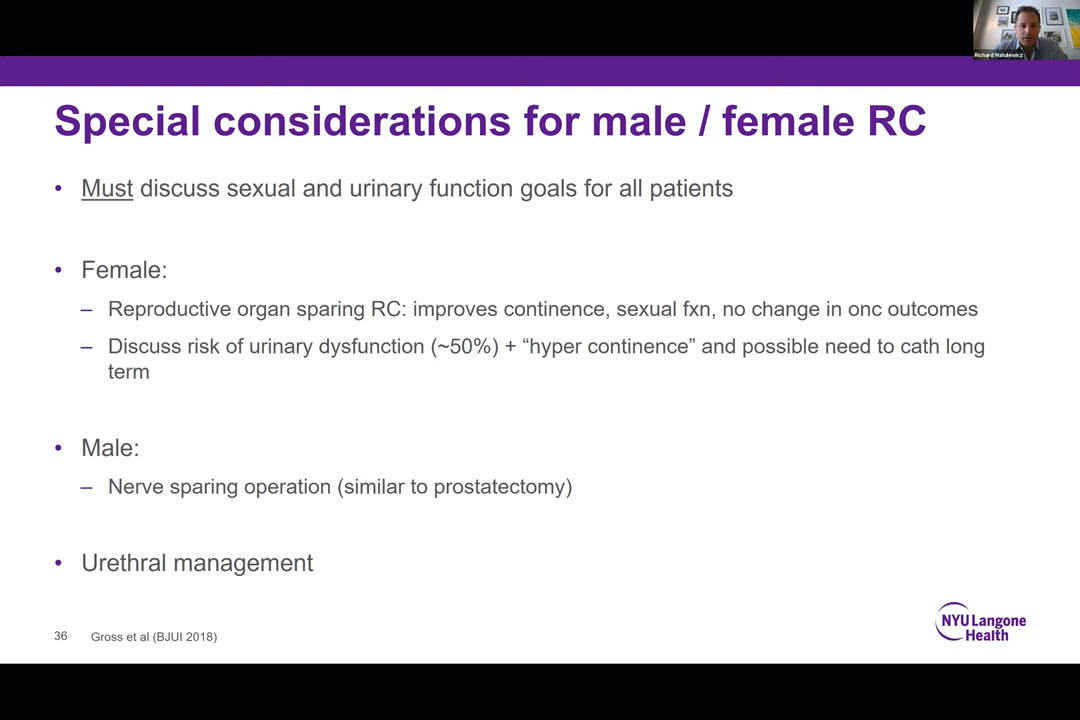 Richard Matulewicz
Special considerations for male / female RC
• Must discuss sexual and urinary function goals for all patients
• Female:
– Reproductive organ sparing RC: improves continence, sexual fxn, no change in onc outcomes
– Discuss risk of urinary dysfunction (~50%) + “hyper continence” and possible need to cath long
term
• Male:
– Nerve sparing operation (similar to prostatectomy)
• Urethral management
36 Gross et al (BJUI 2018)
NYU Langone
Health